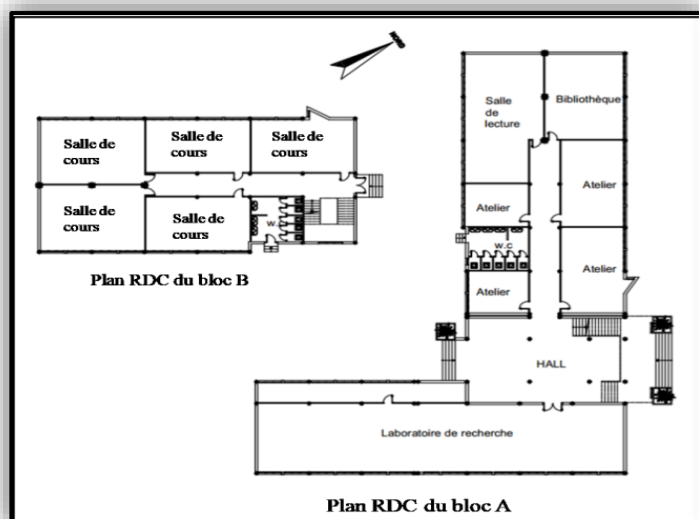 NORD
Salle de
cours
Salle de
cours
Salle de
cours
Salle de
cours
Salle de
cours
W.C
Plan RDC du bloc B
Salle
de
lecture
Bibliothèque
Atelier
Atelier
W.C
Atelier
Atelier
HALL
Laboratoire de recherche
Plan RDC du bloc A